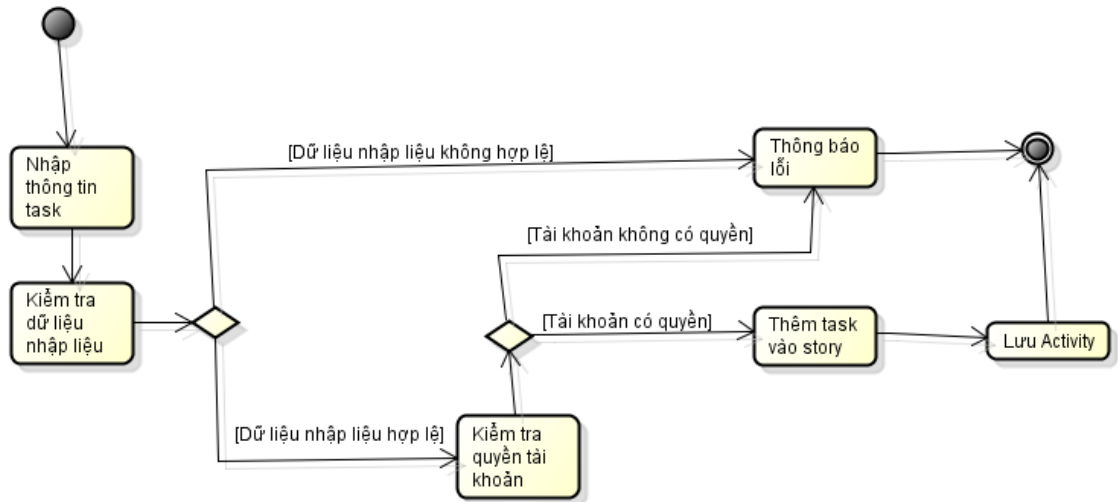 Nhập
thông tin
task
Kiểm tra
dữ liệu
nhập liệu
[Dữ liệu nhập liệu không hợp lệ]
[Dữ liệu nhập liệu hợp lệ]
Kiểm tra
quyền tài
khoản
[Tài khoản không có quyền]
[Tài khoản có quyền]
Thông báo
lỗi
Thêm task
vào story
Lưu Activity